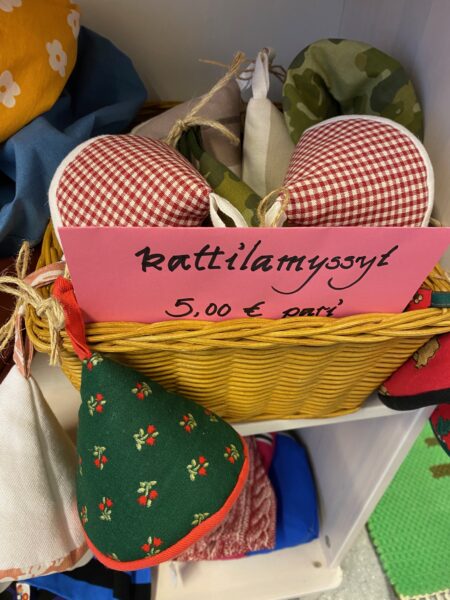 kattilamyssyt
5,00 € pari